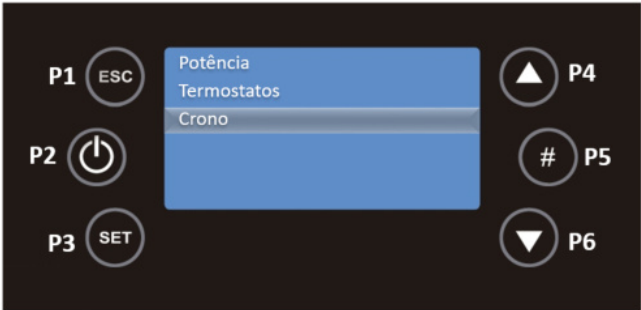 P1 ESC
P2
P3 SET
Potência
Termostatos
Crono
P4
# P5
P6